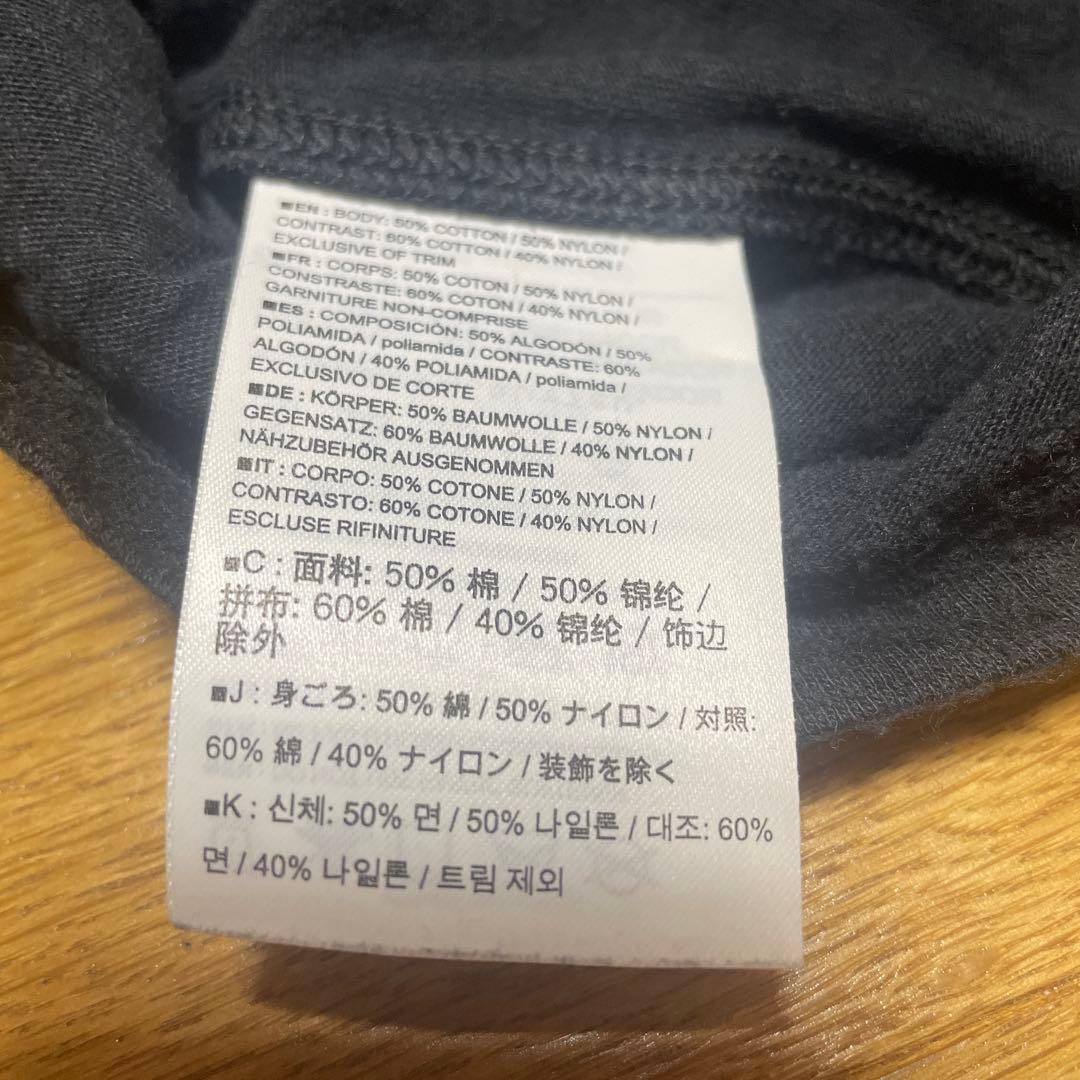 EN : BODY: 50% COTTON / 50% NYLON /
CONTRAST: 60% COTTON / 40% NYLON /
EXCLUSIVE OF TRIM
FR : CORPS: 50% COTON / 50% NYLON /
CONSTRASTE: 60% COTON / 40% NYLON /
GARNITURE NON-COMPRISE
ES : COMPOSICIÓN: 50% ALGODÓN / 50%
POLIAMIDA / poliamida / CONTRASTE: 60%
ALGODÓN / 40% POLIAMIDA / poliamida /
EXCLUSIVO DE CORTE
DE : KÖRPER: 50% BAUMWOLLE / 50% NYLON /
GEGENSATZ: 60% BAUMWOLLE / 40% NYLON /
NÄHZUBEHÖR AUSGENOMMEN
IT : CORPO: 50% COTONE / 50% NYLON /
CONTRASTO: 60% COTONE / 40% NYLON /
ESCLUSE RIFINITURE
C : 面料: 50% 棉 / 50% 锦纶 /
拼布: 60% 棉 / 40% 锦纶 / 饰边
除外
J : 身ごろ: 50% 綿 / 50% ナイロン / 対照:
60% 綿 / 40% ナイロン / 装飾を除く
K : 신체: 50% 면 / 50% 나일론 / 대조: 60%
면 / 40% 나일론 / 트림 제외